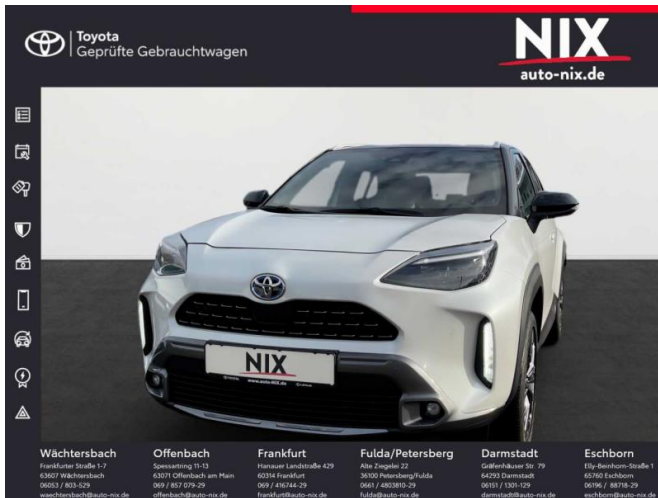 Toyota
Geprüfte Gebrauchtwagen
NIX
auto-nix.de
NIX
www.auto-NIX.de
Wächtersbach
Frankfurter Straße 1-7
63607 Wächtersbach
06053 / 803-529
waechtersbach@auto-nix.de
Offenbach
Spessartring 11-13
63071 Offenbach am Main
069 / 857 079-29
offenbach@auto-nix.de
Frankfurt
Hanauer Landstraße 429
60314 Frankfurt
069 / 416744-29
frankfurt@auto-nix.de
Fulda/Petersberg
Alte Ziegelei 22
36100 Petersberg/Fulda
0661 / 4803810-29
fulda@auto-nix.de
Darmstadt
Gräfenhäuser Str. 79
64293 Darmstadt
06151 / 1301-129
darmstadt@auto-nix.de
Eschborn
Elly-Beinhorn-Straße 1
65760 Eschborn
06196 / 88718-29
eschborn@auto-nix.de